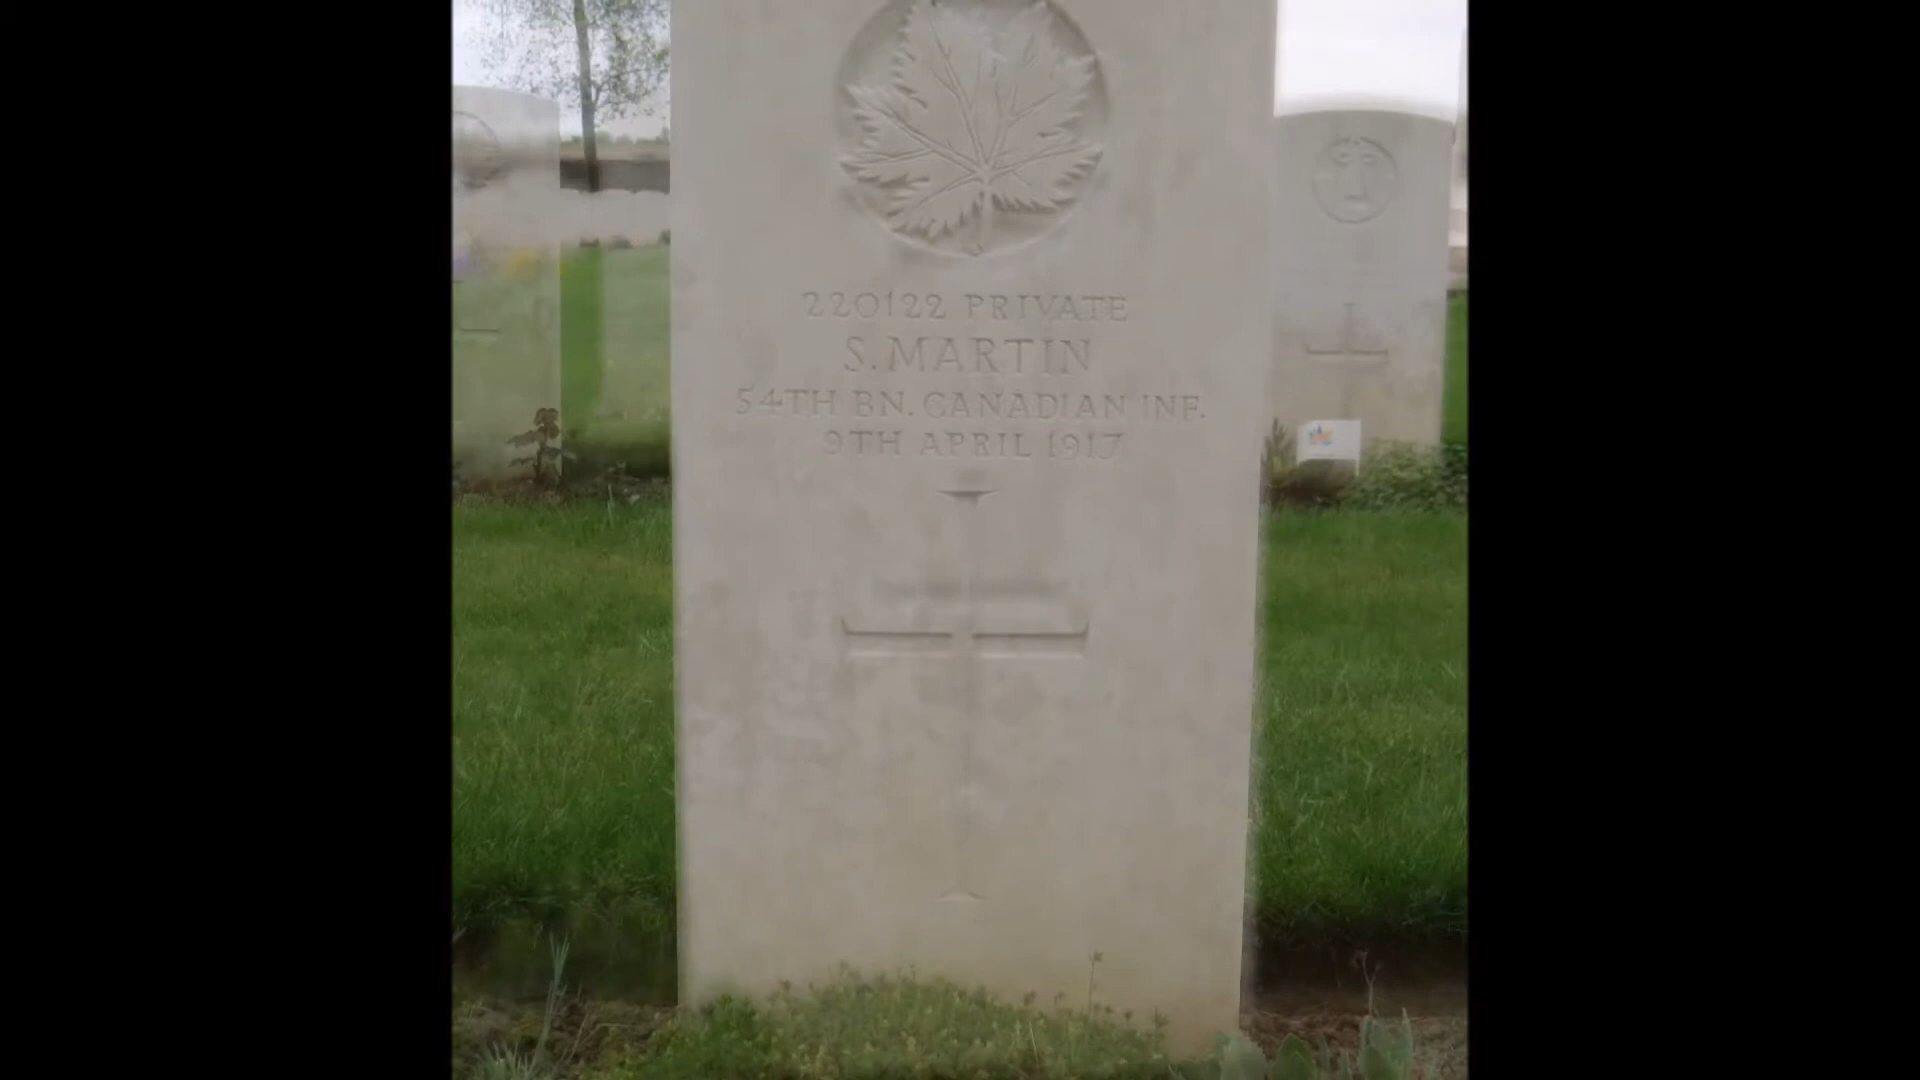 220122 PRIVATE
S. MARTIN
54TH BN. CANADIAN INF.
9TH APRIL 1917